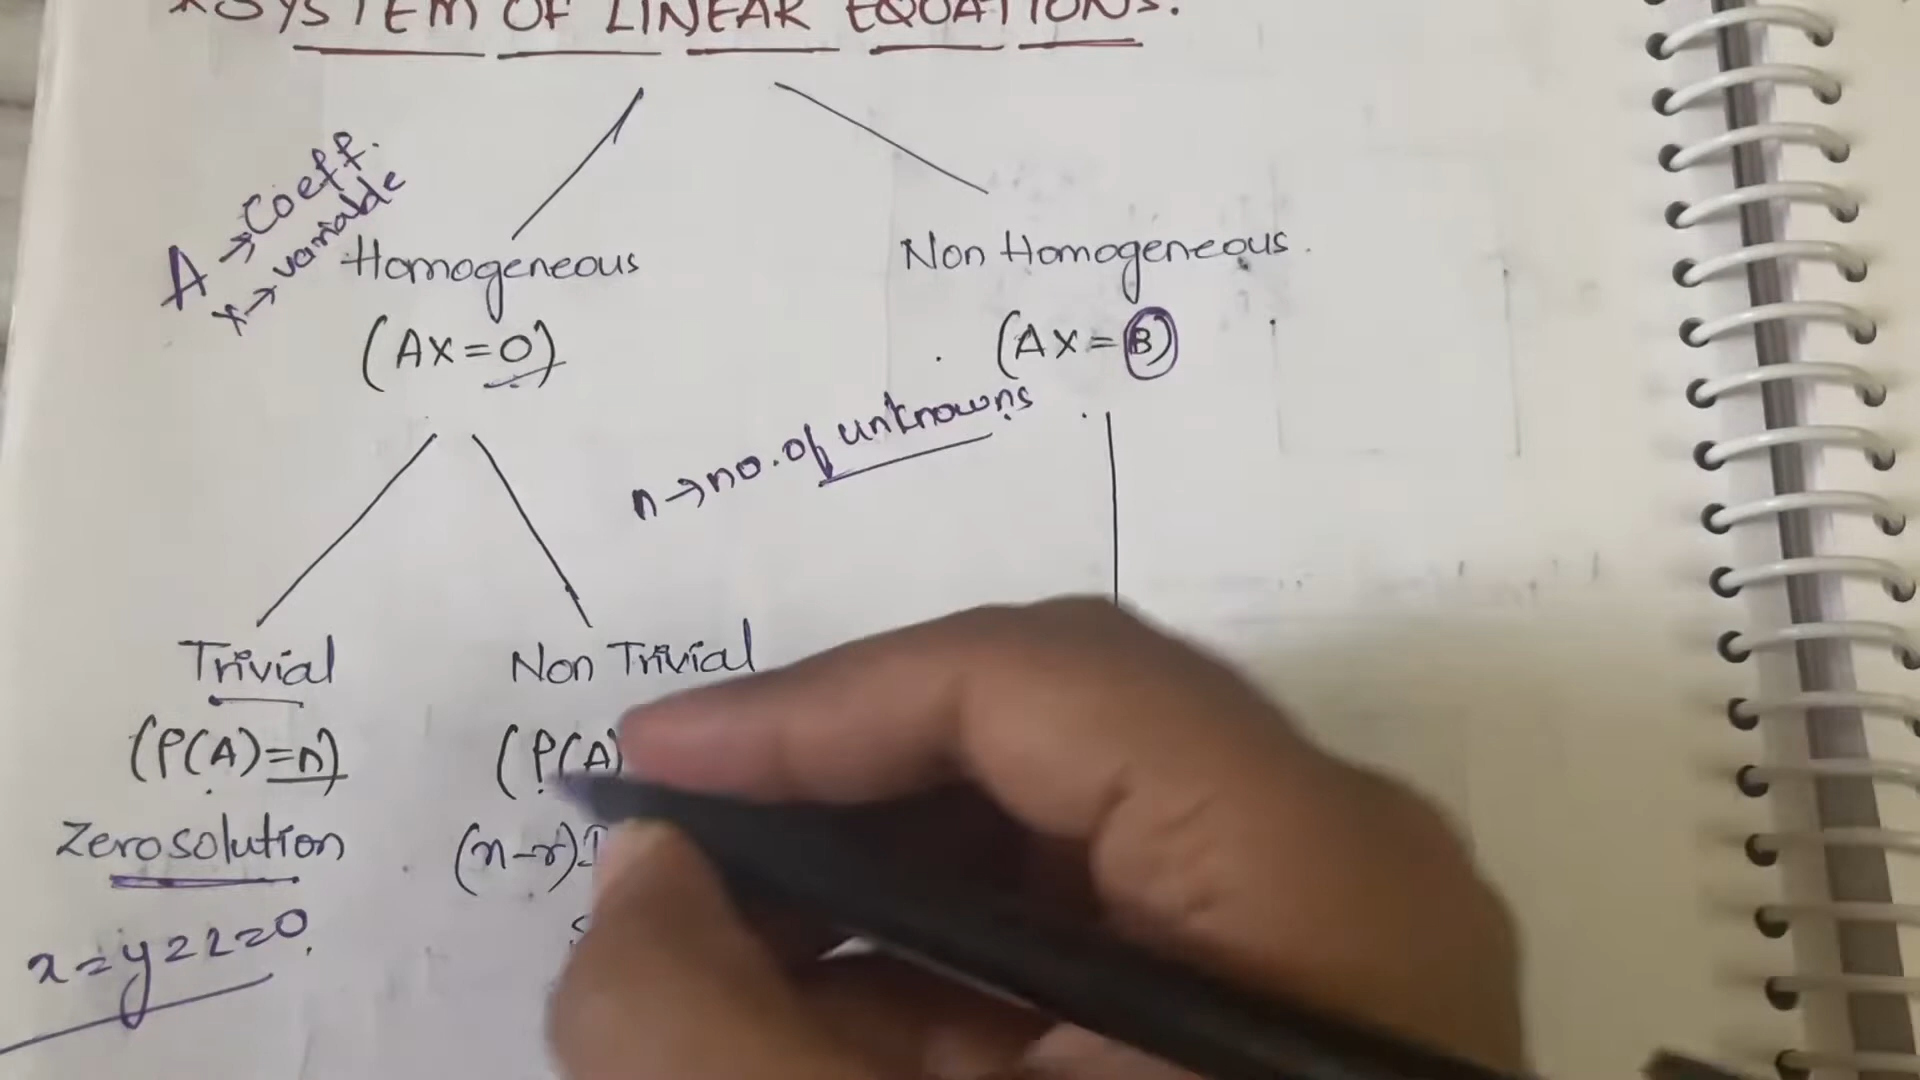 SYSTEM OF LINEAR EQUATIONS.
A → Coeff.
X → variable
Homogeneous
(AX=0)
Non Homogeneous.
(AX=B)
n → no. of unknowns
Trivial
(ρ(A)=n)
Zero solution
x=y=z=0
Non Trivial
(ρ(A)
(n-r)